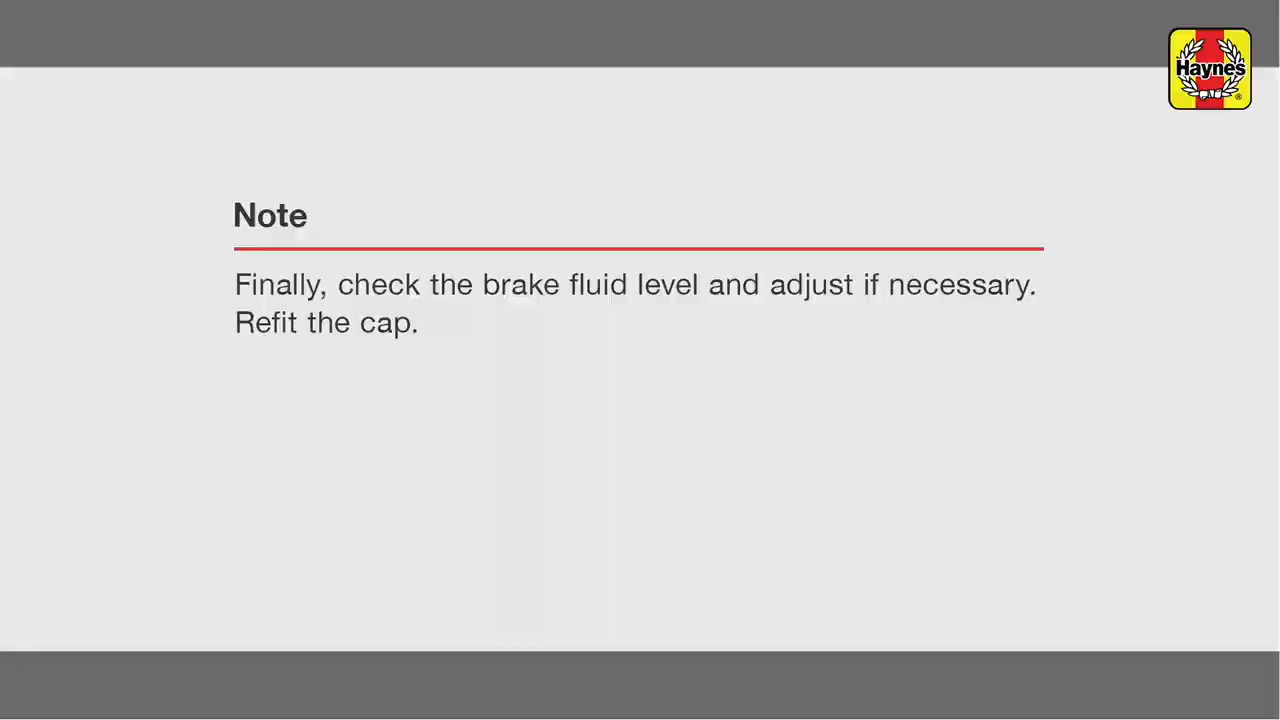 Haynes
®
Note
Finally, check the brake fluid level and adjust if necessary.
Refit the cap.